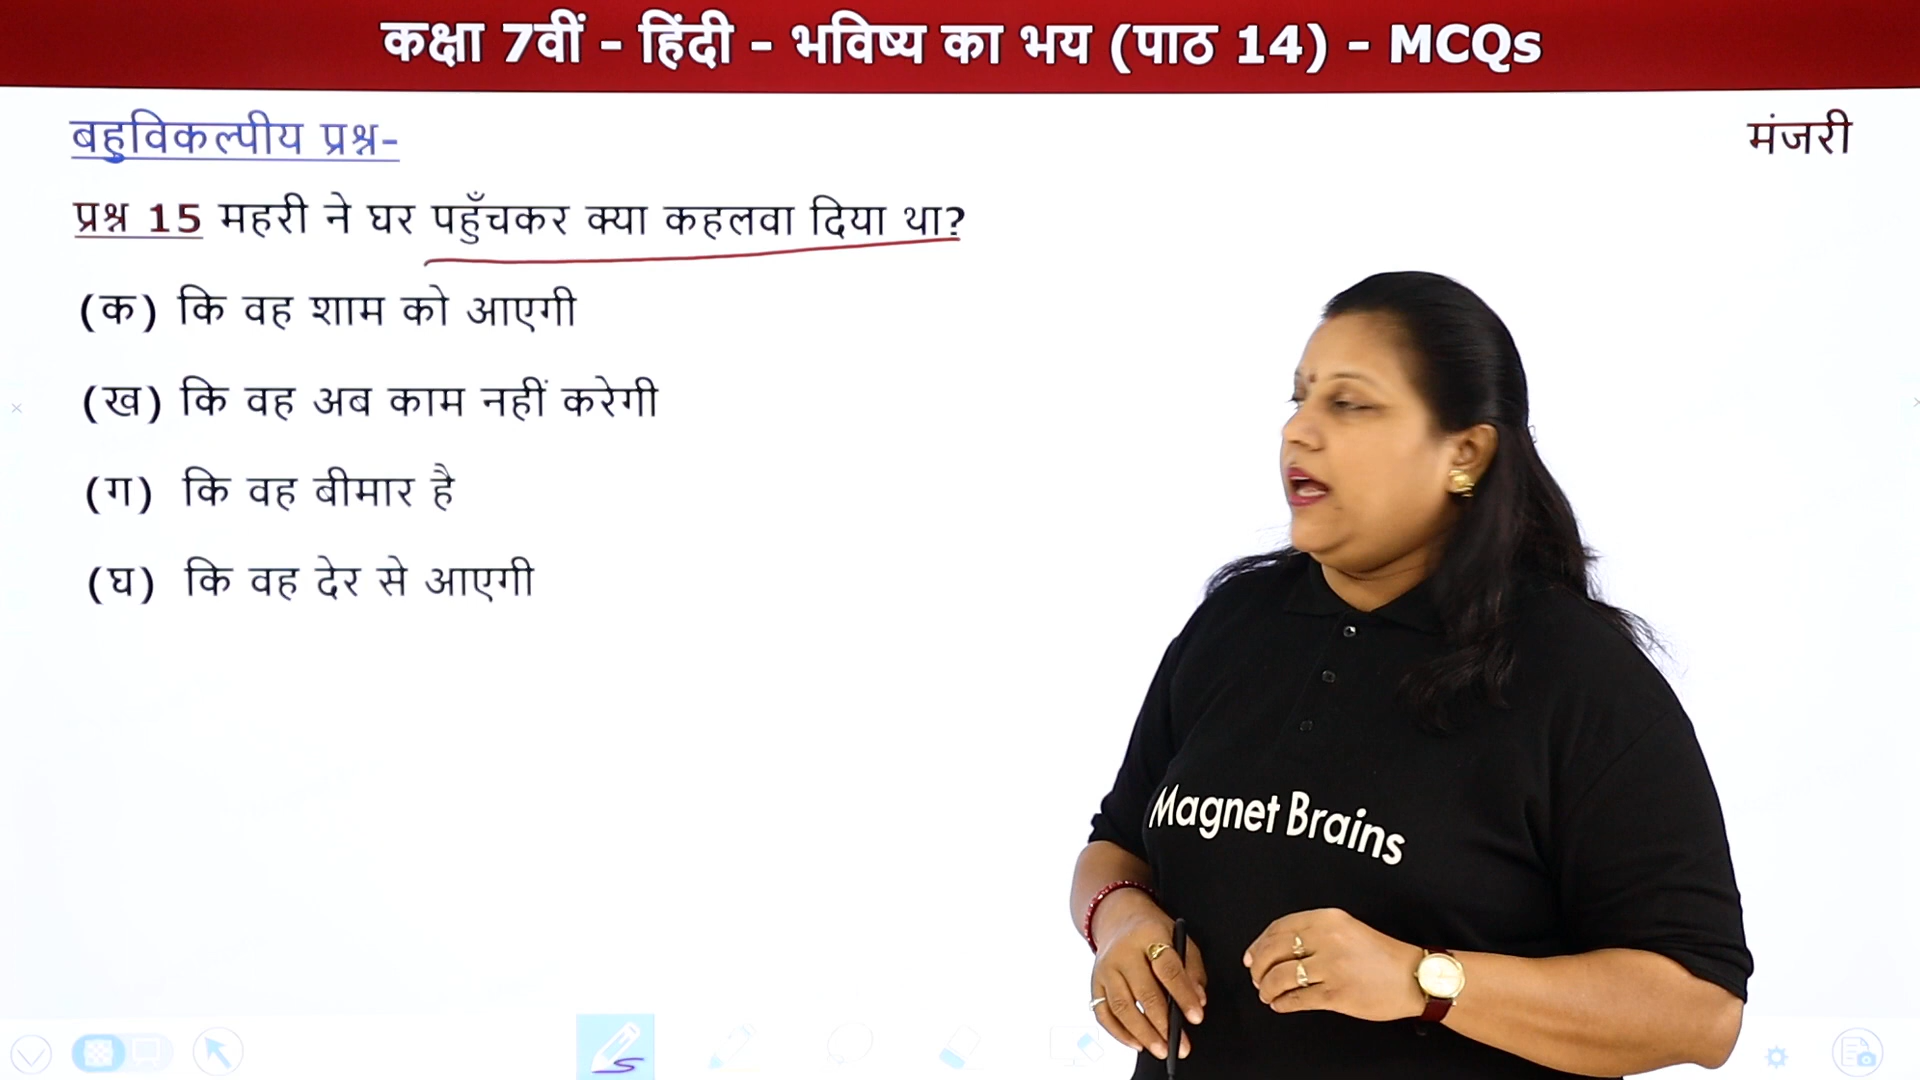 कक्षा 7वीं - हिंदी - भविष्य का भय (पाठ 14) - MCQs
बहुविकल्पीय प्रश्न-
मंजरी
प्रश्न 15 महरी ने घर पहुँचकर क्या कहलवा दिया था?
(क) कि वह शाम को आएगी
(ख) कि वह अब काम नहीं करेगी
(ग) कि वह बीमार है
(घ) कि वह देर से आएगी
Magnet Brains